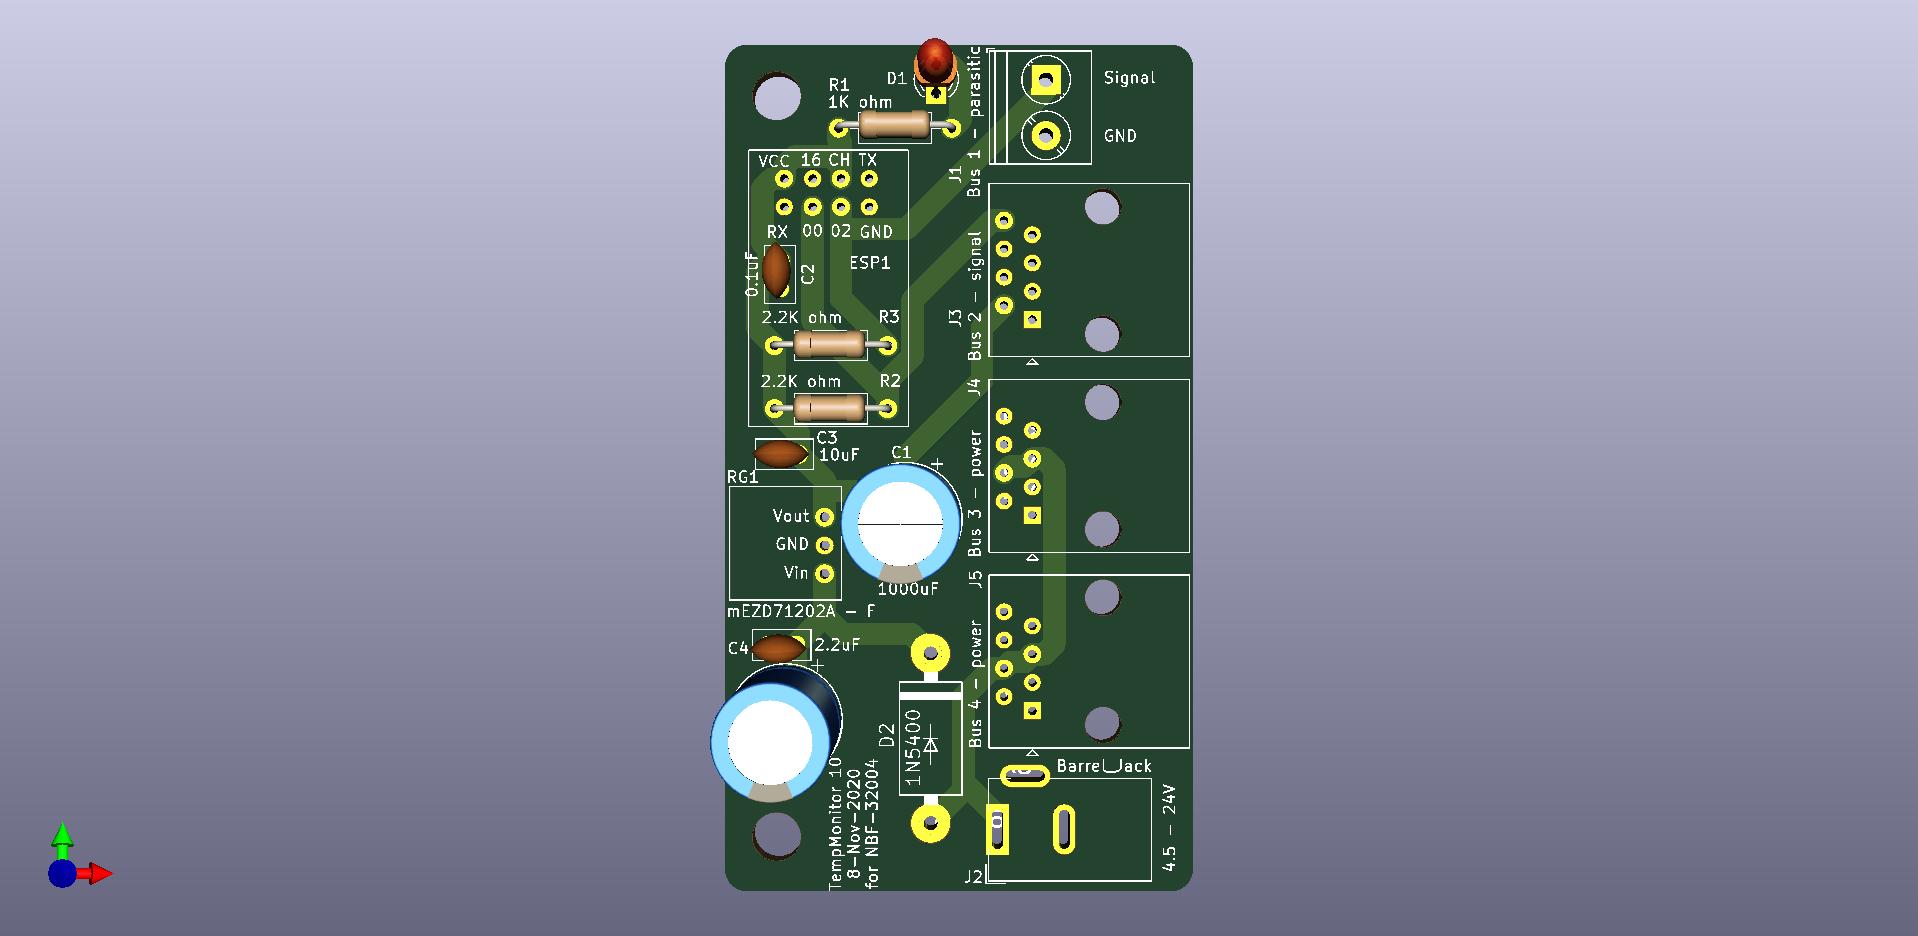 R1
1K ohm
D1
J1
Bus 1 - parasitic
Signal
GND
VCC 16 CH TX
RX 00 02 GND
0.1uF
C2
ESP1
2.2K ohm R3
2.2K ohm R2
J3
Bus 2 - signal
J4
Bus 3 - power
C3
10uF
C1
+
RG1
Vout
GND
Vin
1000uF
mEZD71202A - F
C4
2.2uF
+
J5
Bus 4 - power
D2
1N5400
TempMonitor 10
8-Nov-2020
for NBF-32004
Barrel_Jack
4.5 - 24V
J2